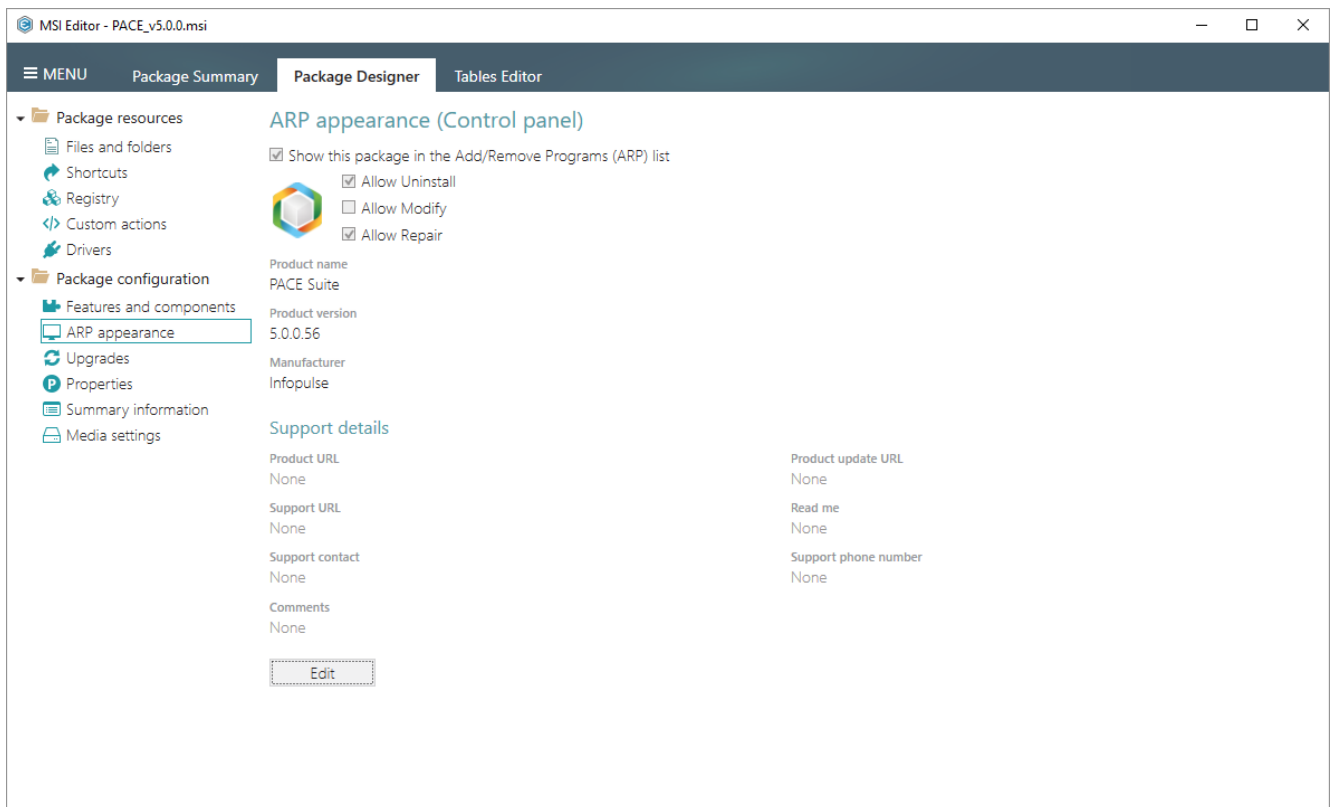 MSI Editor - PACE_v5.0.0.msi
MENU
Package Summary
Package Designer
Tables Editor
Package resources
Files and folders
Shortcuts
Registry
Custom actions
Drivers
Package configuration
Features and components
ARP appearance
Upgrades
Properties
Summary information
Media settings
ARP appearance (Control panel)
Show this package in the Add/Remove Programs (ARP) list
Allow Uninstall
Allow Modify
Allow Repair
Product name
PACE Suite
Product version
5.0.0.56
Manufacturer
Infopulse
Support details
Product URL
None
Product update URL
None
Support URL
None
Read me
None
Support contact
None
Support phone number
None
Comments
None
Edit